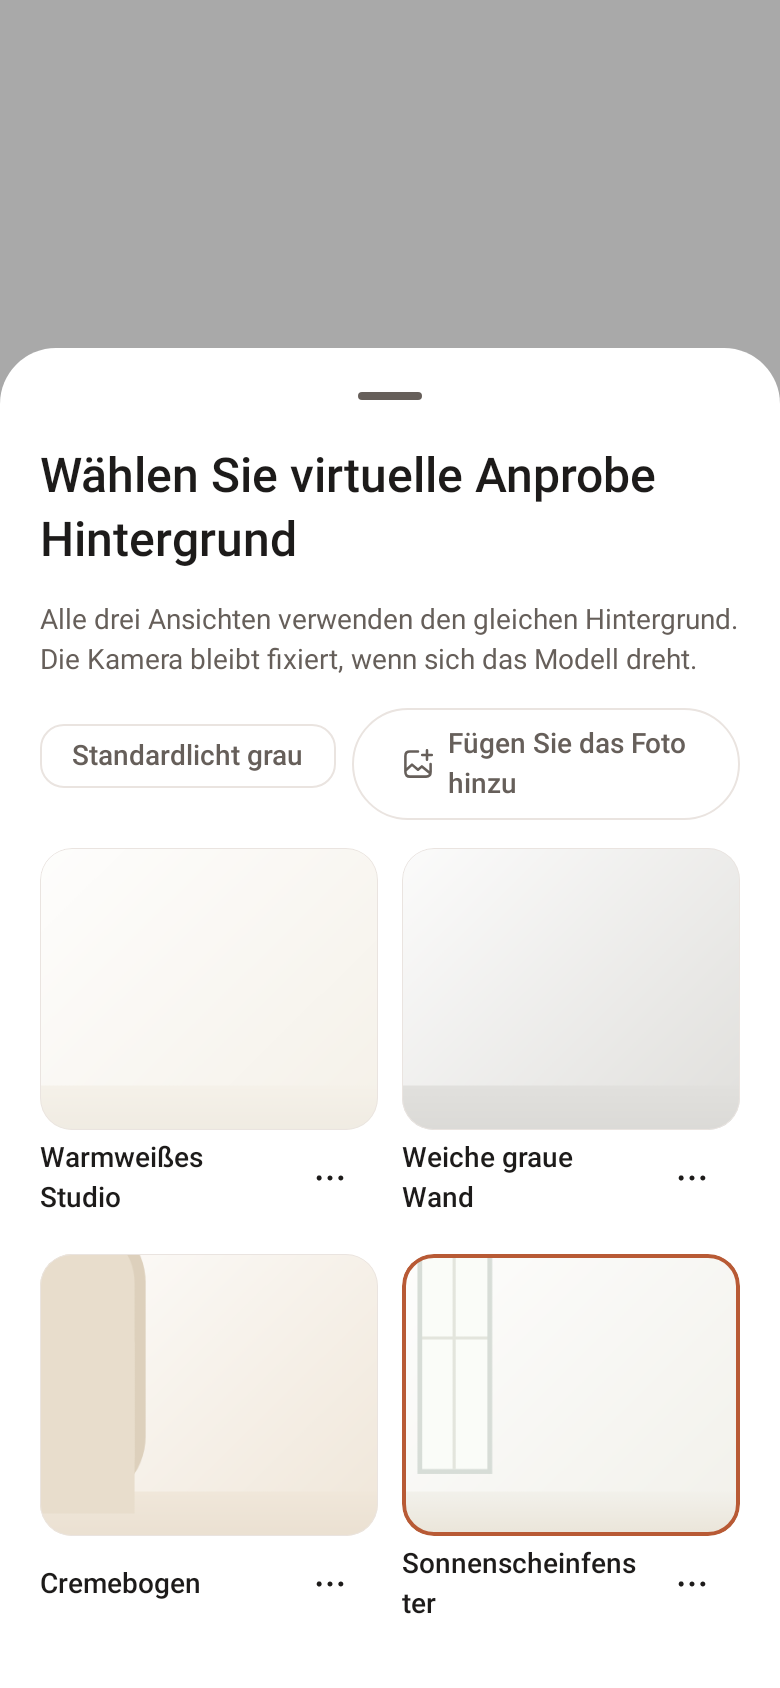 Wählen Sie virtuelle Anprobe
Hintergrund
Alle drei Ansichten verwenden den gleichen Hintergrund.
Die Kamera bleibt fixiert, wenn sich das Modell dreht.
Standardlicht grau
Fügen Sie das Foto
hinzu
Warmweißes
Studio
Weiche graue
Wand
Cremebogen
Sonnenscheinfens
ter